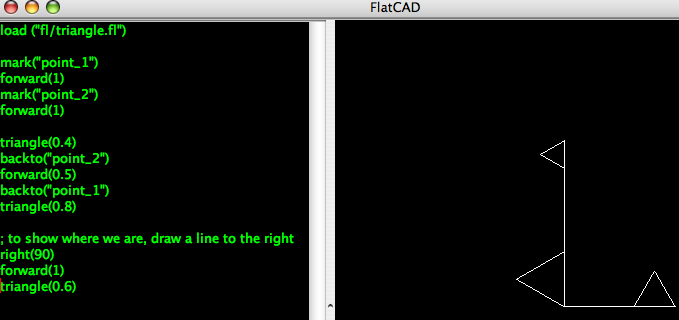 FlatCAD
load ("fl/triangle.fl")
mark("point_1")
forward(1)
mark("point_2")
forward(1)
triangle(0.4)
backto("point_2")
forward(0.5)
backto("point_1")
triangle(0.8)
; to show where we are, draw a line to the right
right(90)
forward(1)
triangle(0.6)